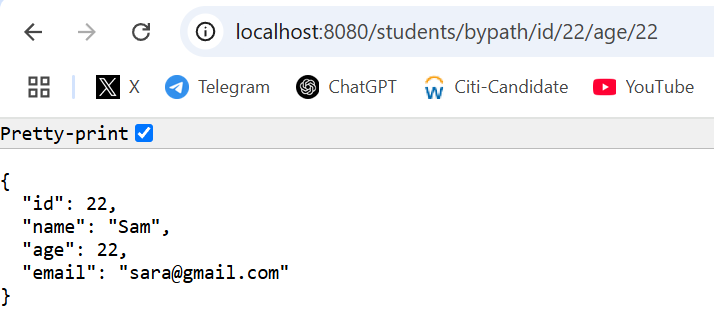 localhost:8080/students/bypath/id/22/age/22
X Telegram ChatGPT Citi-Candidate YouTube
Pretty-print
{
  "id": 22,
  "name": "Sam",
  "age": 22,
  "email": "sara@gmail.com"
}